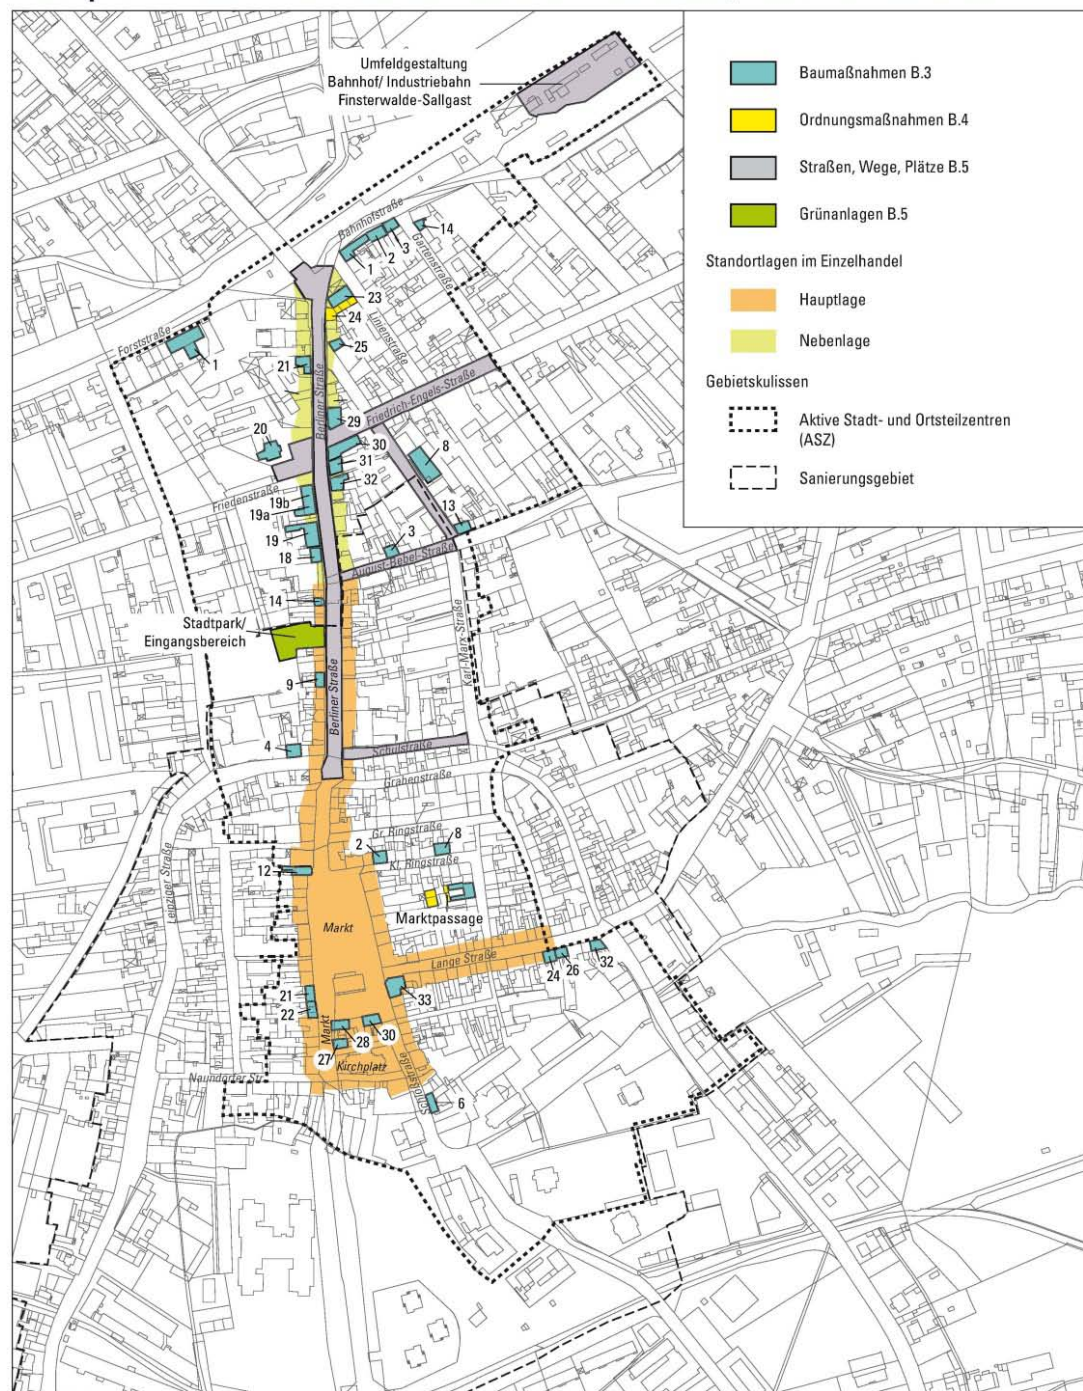 Umfeldgestaltung
Bahnhof/ Industriebahn
Finsterwalde-Sallgast
Baumaßnahmen B.3
Ordnungsmaßnahmen B.4
Straßen, Wege, Plätze B.5
Grünanlagen B.5
Standortlagen im Einzelhandel
Hauptlage
Nebenlage
Gebietskulissen
Aktive Stadt- und Ortsteilzentren
(ASZ)
Sanierungsgebiet
Bahnhofstraße
14
3
2
1
Gartenstraße
23
24
Linienstraße
25
Forststraße
1
21
Berliner Straße
Friedrich-Engels-Straße
29
20
30
8
31
32
Friedenstraße
19b
19a
13
19
3
18
August-Bebel-Straße
14
Stadtpark/
Eingangsbereich
Karl-Marx-Straße
9
Berliner Straße
4
Schulstraße
Grabenstraße
Gr. Ringstraße
2
8
Kl. Ringstraße
12
Leipziger Straße
Marktpassage
Markt
Lange Straße
24
26
32
21
33
22
Markt
28
30
27
Kirchplatz
Schloßstraße
Naundorfer Str.
6